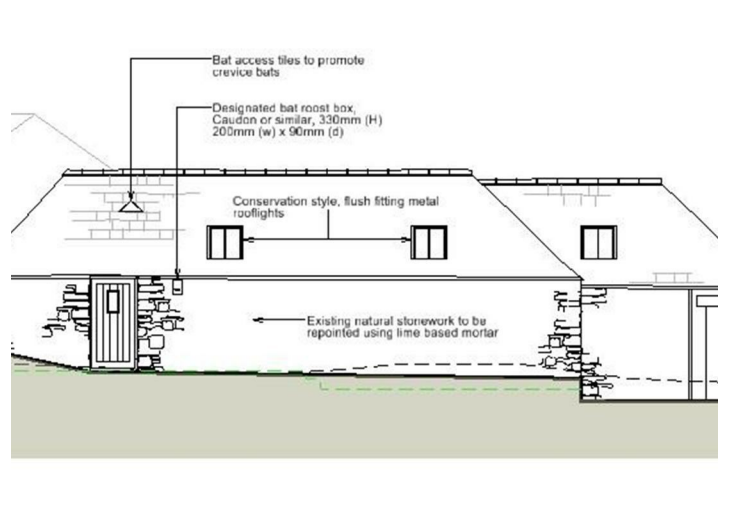 Bat access tiles to promote
crevice bats
Designated bat roost box,
Caudon or similar, 330mm (H)
200mm (w) x 90mm (d)
Conservation style, flush fitting metal
rooflights
Existing natural stonework to be
repointed using lime based mortar